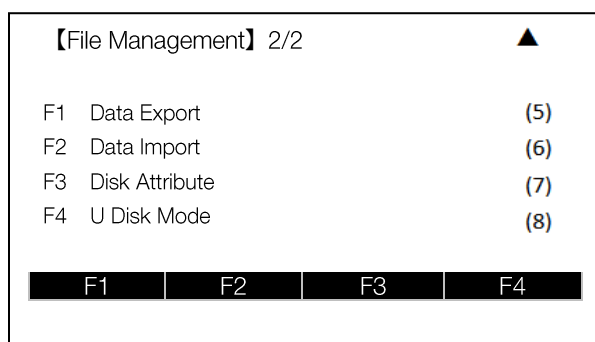 【File Management】 2/2 ▲
F1 Data Export (5)
F2 Data Import (6)
F3 Disk Attribute (7)
F4 U Disk Mode (8)
F1 F2 F3 F4